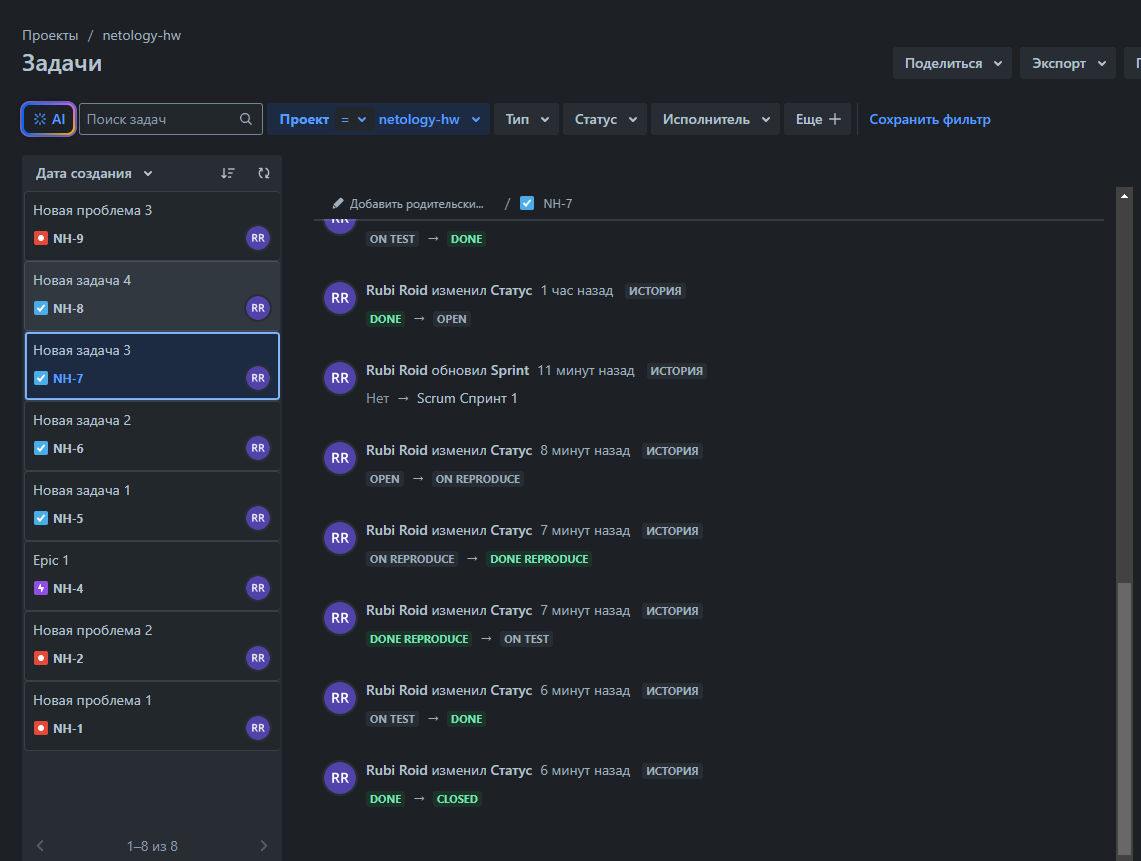 Проекты / netology-hw
Задачи
Поделиться
Экспорт
AI
Поиск задач
Проект = netology-hw
Тип
Статус
Исполнитель
Еще +
Сохранить фильтр
Дата создания
Новая проблема 3
NH-9 RR
Новая задача 4
NH-8 RR
Новая задача 3
NH-7 RR
Новая задача 2
NH-6 RR
Новая задача 1
NH-5 RR
Epic 1
NH-4 RR
Новая проблема 2
NH-2 RR
Новая проблема 1
NH-1 RR
1–8 из 8
Добавить родительски... / NH-7
RR
ON TEST → DONE
RR Rubi Roid изменил Статус 1 час назад ИСТОРИЯ
DONE → OPEN
RR Rubi Roid обновил Sprint 11 минут назад ИСТОРИЯ
Нет → Scrum Спринт 1
RR Rubi Roid изменил Статус 8 минут назад ИСТОРИЯ
OPEN → ON REPRODUCE
RR Rubi Roid изменил Статус 7 минут назад ИСТОРИЯ
ON REPRODUCE → DONE REPRODUCE
RR Rubi Roid изменил Статус 7 минут назад ИСТОРИЯ
DONE REPRODUCE → ON TEST
RR Rubi Roid изменил Статус 6 минут назад ИСТОРИЯ
ON TEST → DONE
RR Rubi Roid изменил Статус 6 минут назад ИСТОРИЯ
DONE → CLOSED